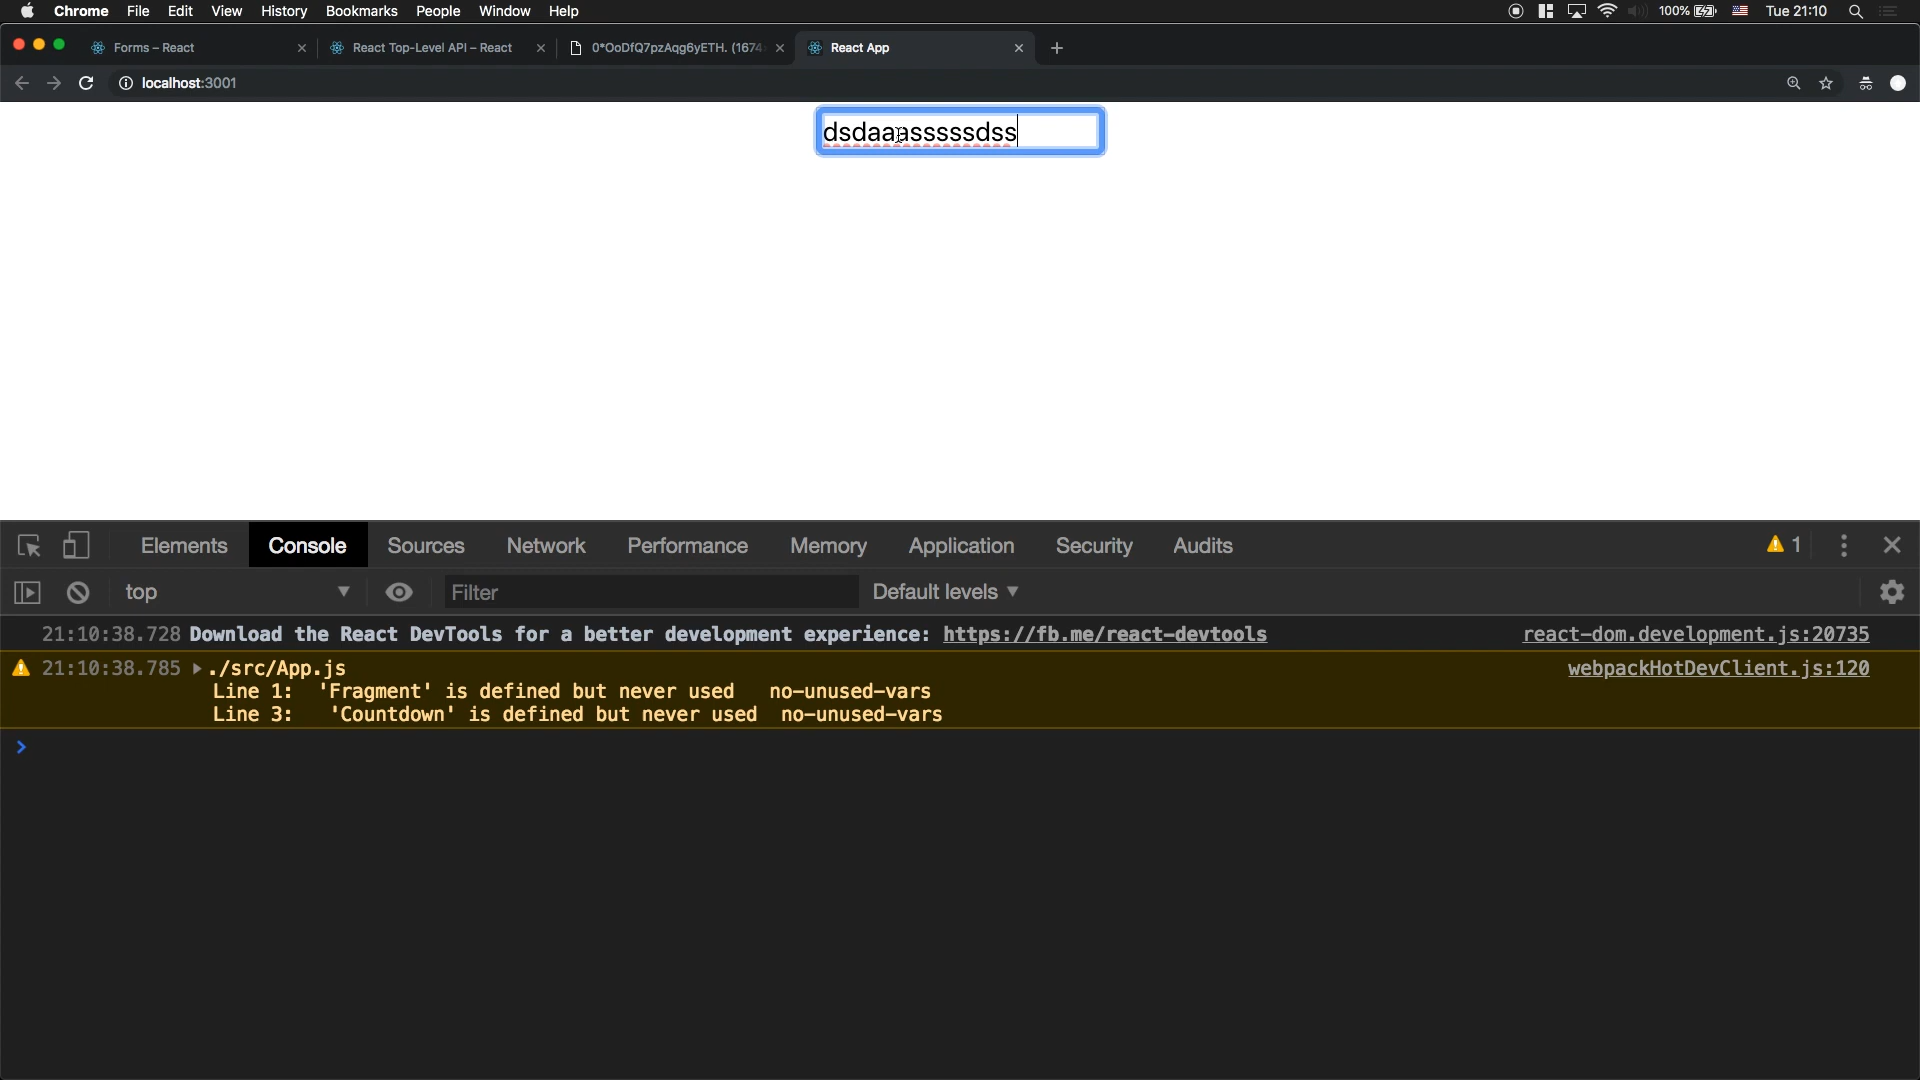 Chrome File Edit View History Bookmarks People Window Help 100% Tue 21:10
Forms – React React Top-Level API – React 0*OoDfQ7pzAqg6yETH. (1674 React App
localhost:3001
dsdaaasssssdss
Elements Console Sources Network Performance Memory Application Security Audits 1
top Filter Default levels
21:10:38.728 Download the React DevTools for a better development experience: https://fb.me/react-devtools react-dom.development.js:20735
21:10:38.785 ./src/App.js webpackHotDevClient.js:120
Line 1: 'Fragment' is defined but never used no-unused-vars
Line 3: 'Countdown' is defined but never used no-unused-vars